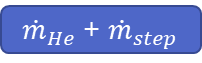 ṁ_He + ṁ_step